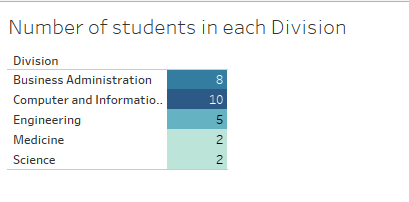 Number of students in each Division
Division
Business Administration 8
Computer and Informatio.. 10
Engineering 5
Medicine 2
Science 2